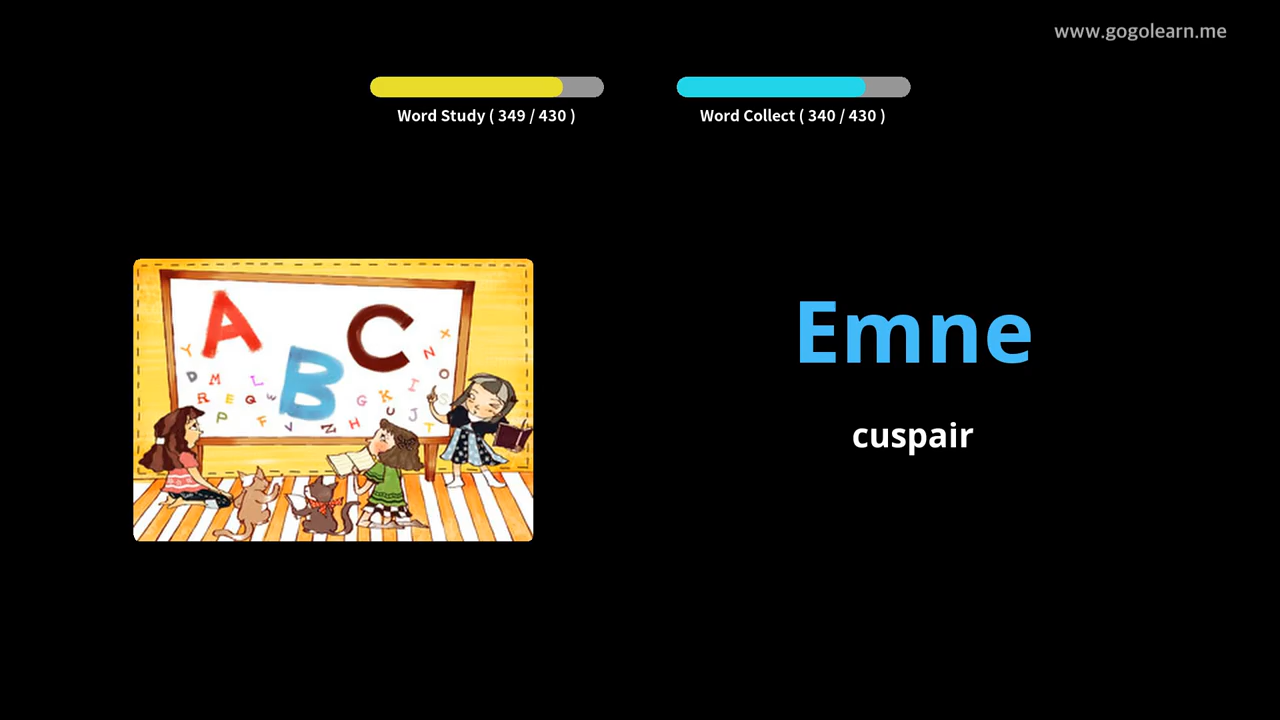 www.gogolearn.me
Word Study ( 349 / 430 )
Word Collect ( 340 / 430 )
Emne
cuspair
A
B
C
X
Y
N
D
M
L
O
I
R
E
Q
W
G
K
S
P
F
V
Z
H
U
J
T